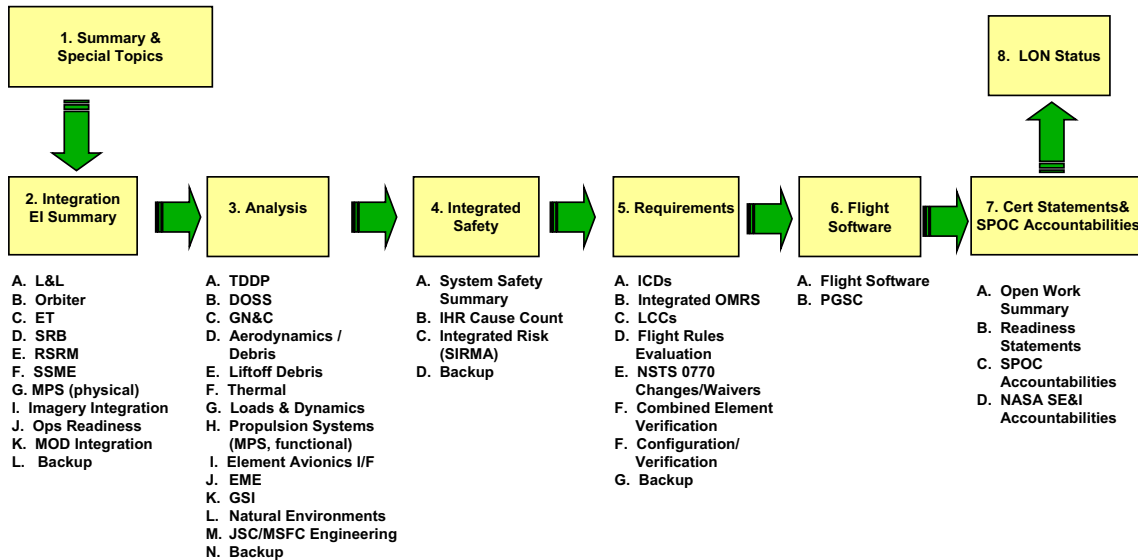 1. Summary &
Special Topics
8. LON Status
2. Integration
EI Summary
3. Analysis
4. Integrated
Safety
5. Requirements
6. Flight
Software
7. Cert Statements&
SPOC Accountabilities
A. L&L
B. Orbiter
C. ET
D. SRB
E. RSRM
F. SSME
G. MPS (physical)
I. Imagery Integration
J. Ops Readiness
K. MOD Integration
L. Backup
A. TDDP
B. DOSS
C. GN&C
D. Aerodynamics /
Debris
E. Liftoff Debris
F. Thermal
G. Loads & Dynamics
H. Propulsion Systems
(MPS, functional)
I. Element Avionics I/F
J. EME
K. GSI
L. Natural Environments
M. JSC/MSFC Engineering
N. Backup
A. System Safety
Summary
B. IHR Cause Count
C. Integrated Risk
(SIRMA)
D. Backup
A. ICDs
B. Integrated OMRS
C. LCCs
D. Flight Rules
Evaluation
E. NSTS 0770
Changes/Waivers
F. Combined Element
Verification
F. Configuration/
Verification
G. Backup
A. Flight Software
B. PGSC
A. Open Work
Summary
B. Readiness
Statements
C. SPOC
Accountabilities
D. NASA SE&I
Accountabilities